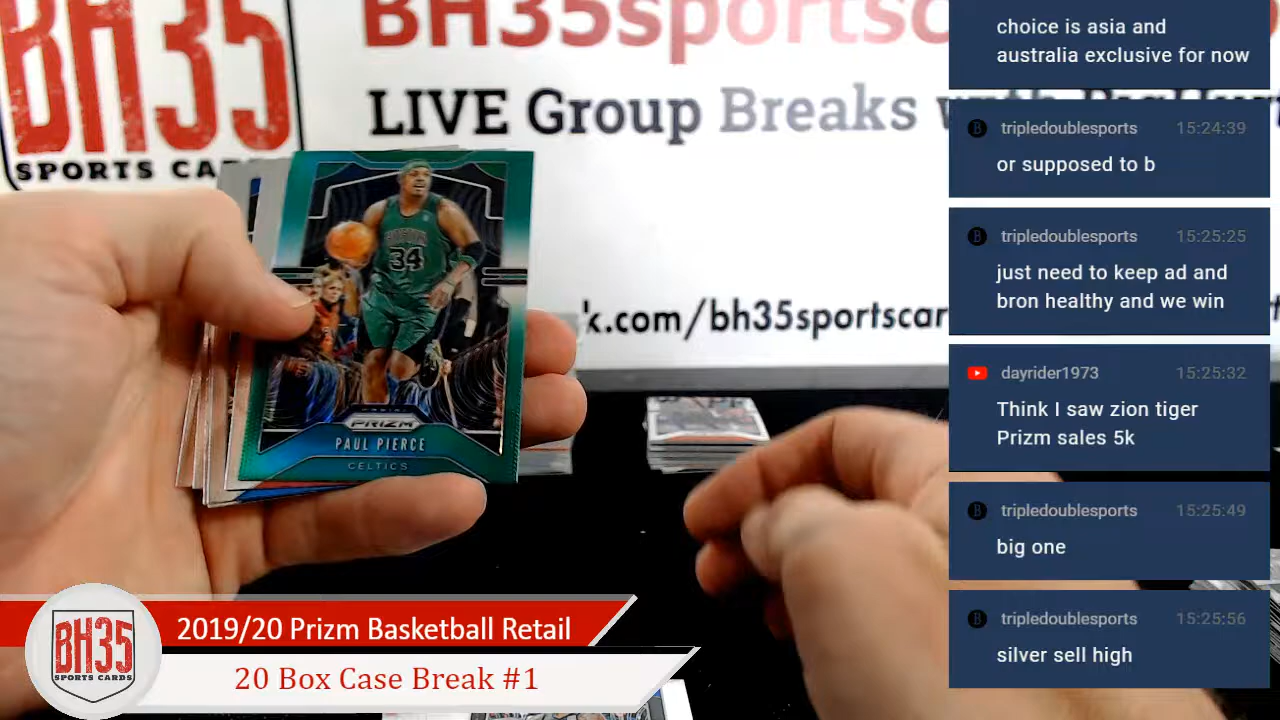 BH35
SPORTS CA
BH35sportsc
LIVE Group Breaks w
k.com/bh35sportscar
34
PRIZM
PAUL PIERCE
CELTICS
choice is asia and
australia exclusive for now
tripledoublesports 15:24:39
or supposed to b
tripledoublesports 15:25:25
just need to keep ad and
bron healthy and we win
dayrider1973 15:25:32
Think I saw zion tiger
Prizm sales 5k
tripledoublesports 15:25:49
big one
tripledoublesports 15:25:56
silver sell high
BH35
SPORTS CARDS
2019/20 Prizm Basketball Retail
20 Box Case Break #1